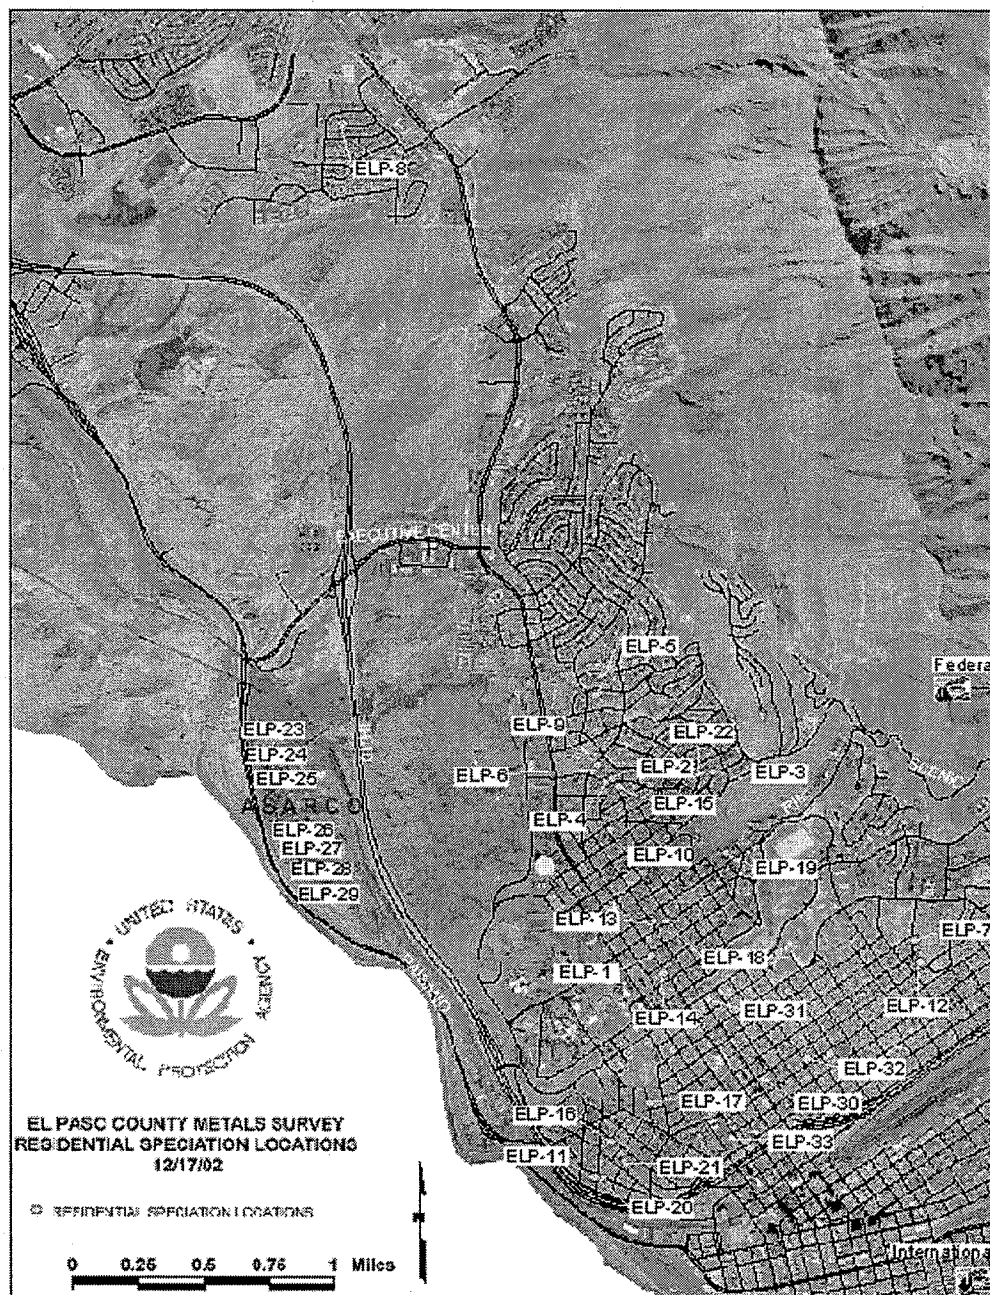 ELP-8
EXECUTIVE CENTER
ELP-5
Federa
ELP-23
ELP-9
ELP-22
ELP-24
ELP-6
ELP-2
ELP-3
SCENIC
ELP-25
ASARCO
ELP-15
RIM
ELP-4
ELP-26
ELP-27
ELP-10
ELP-28
ELP-19
ELP-29
ELP-13
ELP-7
ELP-18
ELP-1
ELP-12
ELP-31
ELP-14
UNITED STATES
ENVIRONMENTAL PROTECTION AGENCY
ELP-32
ELP-17
ELP-30
ELP-16
ELP-33
ELP-11
ELP-21
ELP-20
EL PASO COUNTY METALS SURVEY
RESIDENTIAL SPECIATION LOCATIONS
12/17/02
RESIDENTIAL SPECIATION LOCATIONS
N
0 0.25 0.5 0.75 1 Miles
Internationa